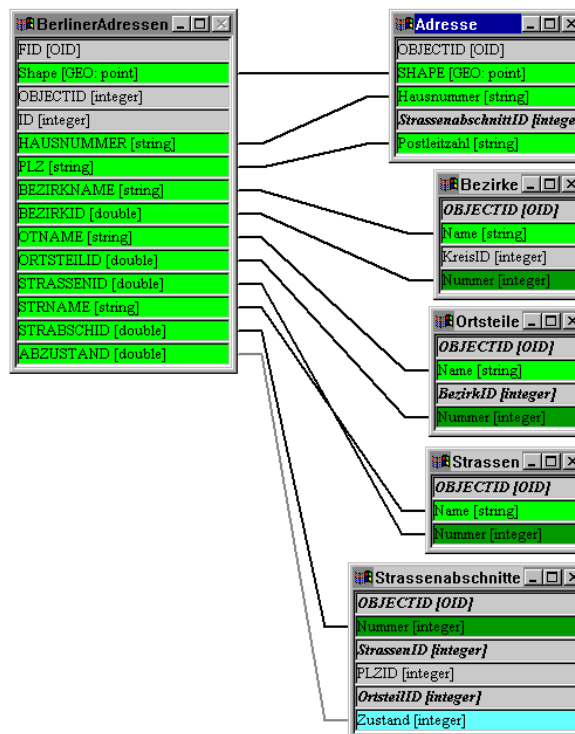 BerlinerAdressen
FID [OID]
Shape [GEO: point]
OBJECTID [integer]
ID [integer]
HAUSNUMMER [string]
PLZ [string]
BEZIRKNAME [string]
BEZIRKID [double]
OTNAME [string]
ORTSTEILID [double]
STRASSENID [double]
STRNAME [string]
STRABSCHID [double]
ABZUSTAND [double]
Adresse
OBJECTID [OID]
SHAPE [GEO: point]
Hausnummer [string]
StrassenabschnittID [intege
Postleitzahl [string]
Bezirke
OBJECTID [OID]
Name [string]
KreisID [integer]
Nummer [integer]
Ortsteile
OBJECTID [OID]
Name [string]
BezirkID [integer]
Nummer [integer]
Strassen
OBJECTID [OID]
Name [string]
Nummer [integer]
Strassenabschnitte
OBJECTID [OID]
Nummer [integer]
StrassenID [integer]
PLZID [integer]
OrtsteilID [integer]
Zustand [integer]